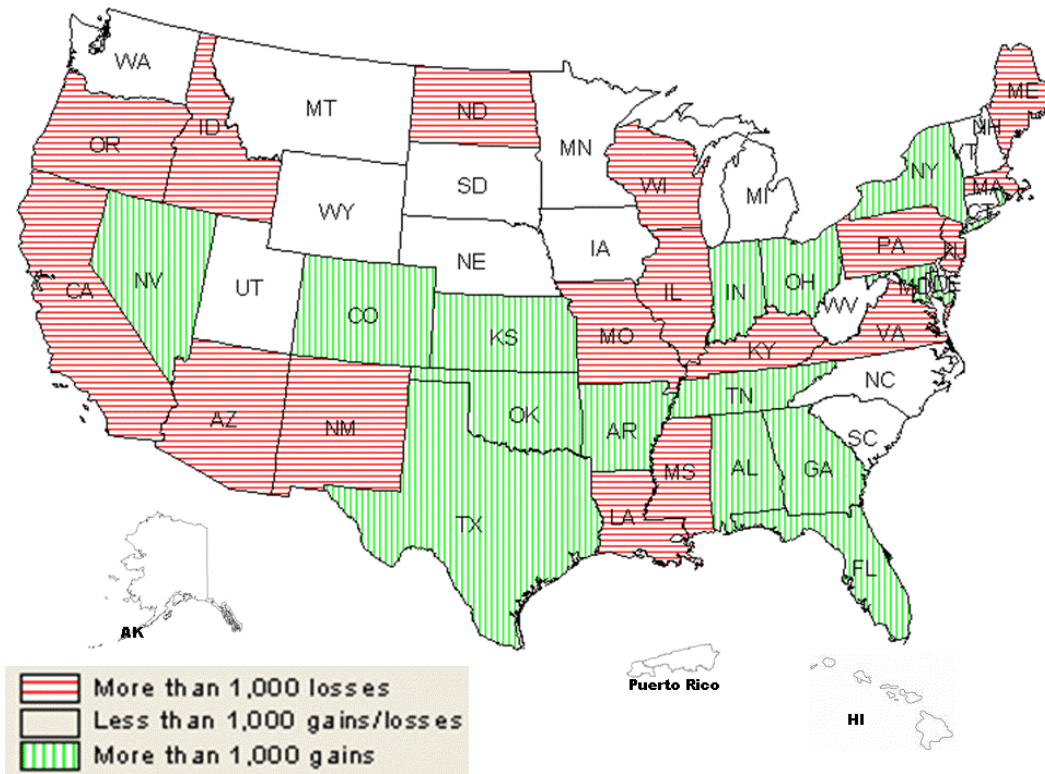 WA
ME
ND
MT
NH
OR
ID
MN
NY
SD
WI
MA
MI
WY
IA
PA
NJ
NE
NV
UT
CA
CO
IL
IN
OH
MD
DE
WV
KS
MO
KY
VA
TN
NC
AZ
NM
OK
AR
SC
MS
AL
GA
LA
TX
FL
AK
Puerto Rico
HI
More than 1,000 losses
Less than 1,000 gains/losses
More than 1,000 gains